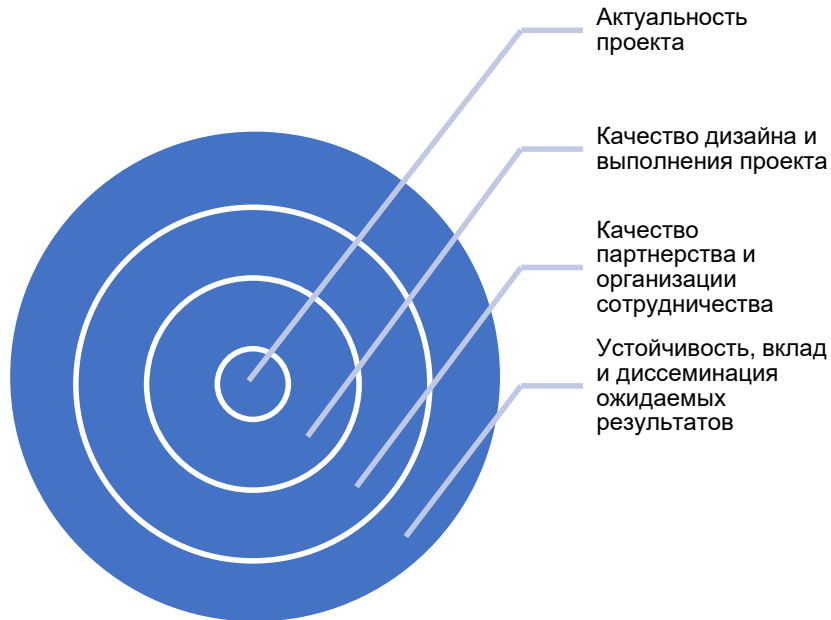 Актуальность
проекта
Качество дизайна и
выполнения проекта
Качество
партнерства и
организации
сотрудничества
Устойчивость, вклад
и диссеминация
ожидаемых
результатов